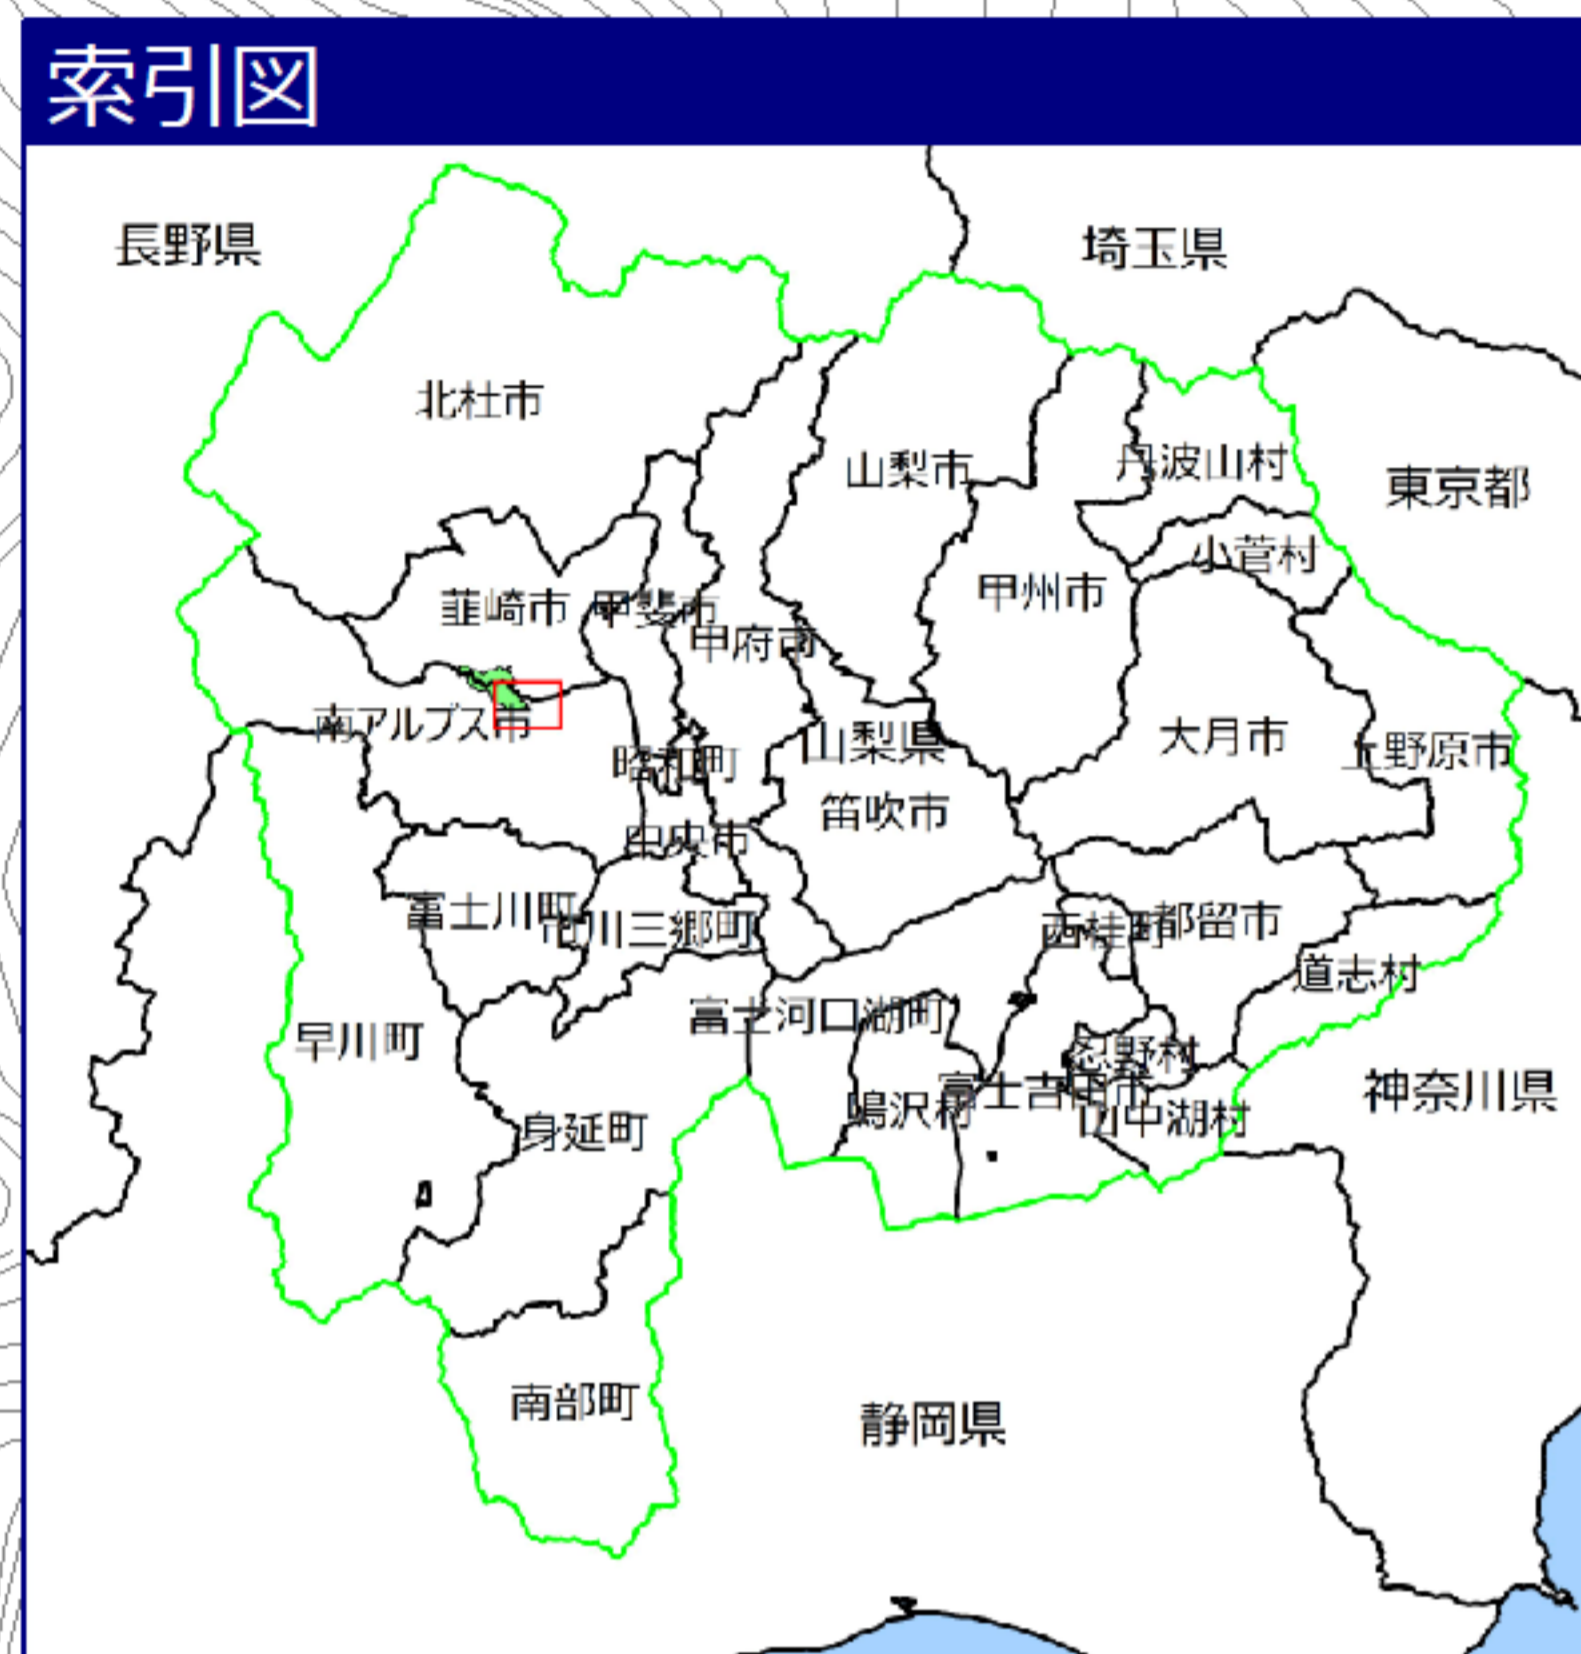 索引図
長野県
埼玉県
北杜市
山梨市
丹波山村
東京都
小菅村
甲州市
韮崎市
甲斐市
甲府市
南アルプス市
山梨県
大月市
上野原市
昭和町
笛吹市
中央市
富士川町
市川三郷町
西桂町
都留市
道志村
富士河口湖町
早川町
忍野村
富士吉田市
神奈川県
鳴沢村
山中湖村
身延町
南部町
静岡県